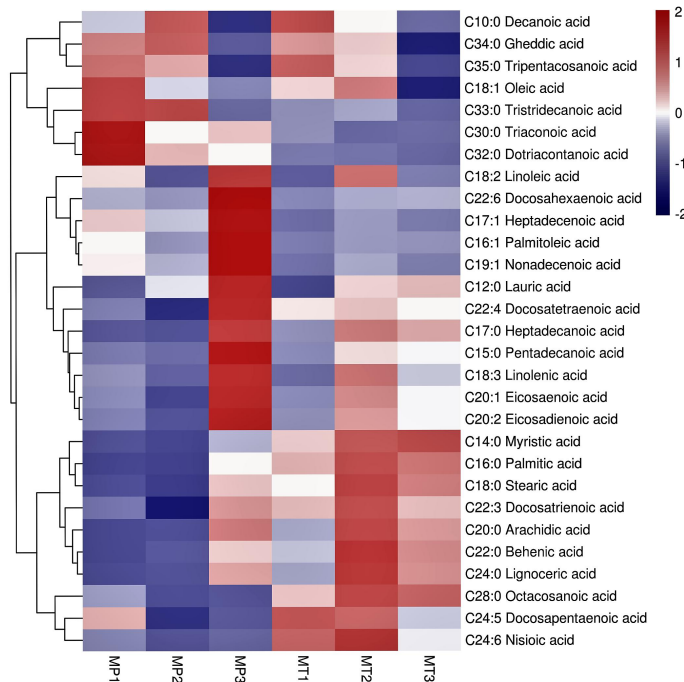 C10:0 Decanoic acid
C34:0 Gheddic acid
C35:0 Tripentacosanoic acid
C18:1 Oleic acid
C33:0 Tristridecanoic acid
C30:0 Triaconoic acid
C32:0 Dotriacontanoic acid
C18:2 Linoleic acid
C22:6 Docosahexaenoic acid
C17:1 Heptadecenoic acid
C16:1 Palmitoleic acid
C19:1 Nonadecenoic acid
C12:0 Lauric acid
C22:4 Docosatetraenoic acid
C17:0 Heptadecanoic acid
C15:0 Pentadecanoic acid
C18:3 Linolenic acid
C20:1 Eicosaenoic acid
C20:2 Eicosadienoic acid
C14:0 Myristic acid
C16:0 Palmitic acid
C18:0 Stearic acid
C22:3 Docosatrienoic acid
C20:0 Arachidic acid
C22:0 Behenic acid
C24:0 Lignoceric acid
C28:0 Octacosanoic acid
C24:5 Docosapentaenoic acid
C24:6 Nisioic acid
MP1 MP2 MP3 MT1 MT2 MT3
2
1
0
-1
-2